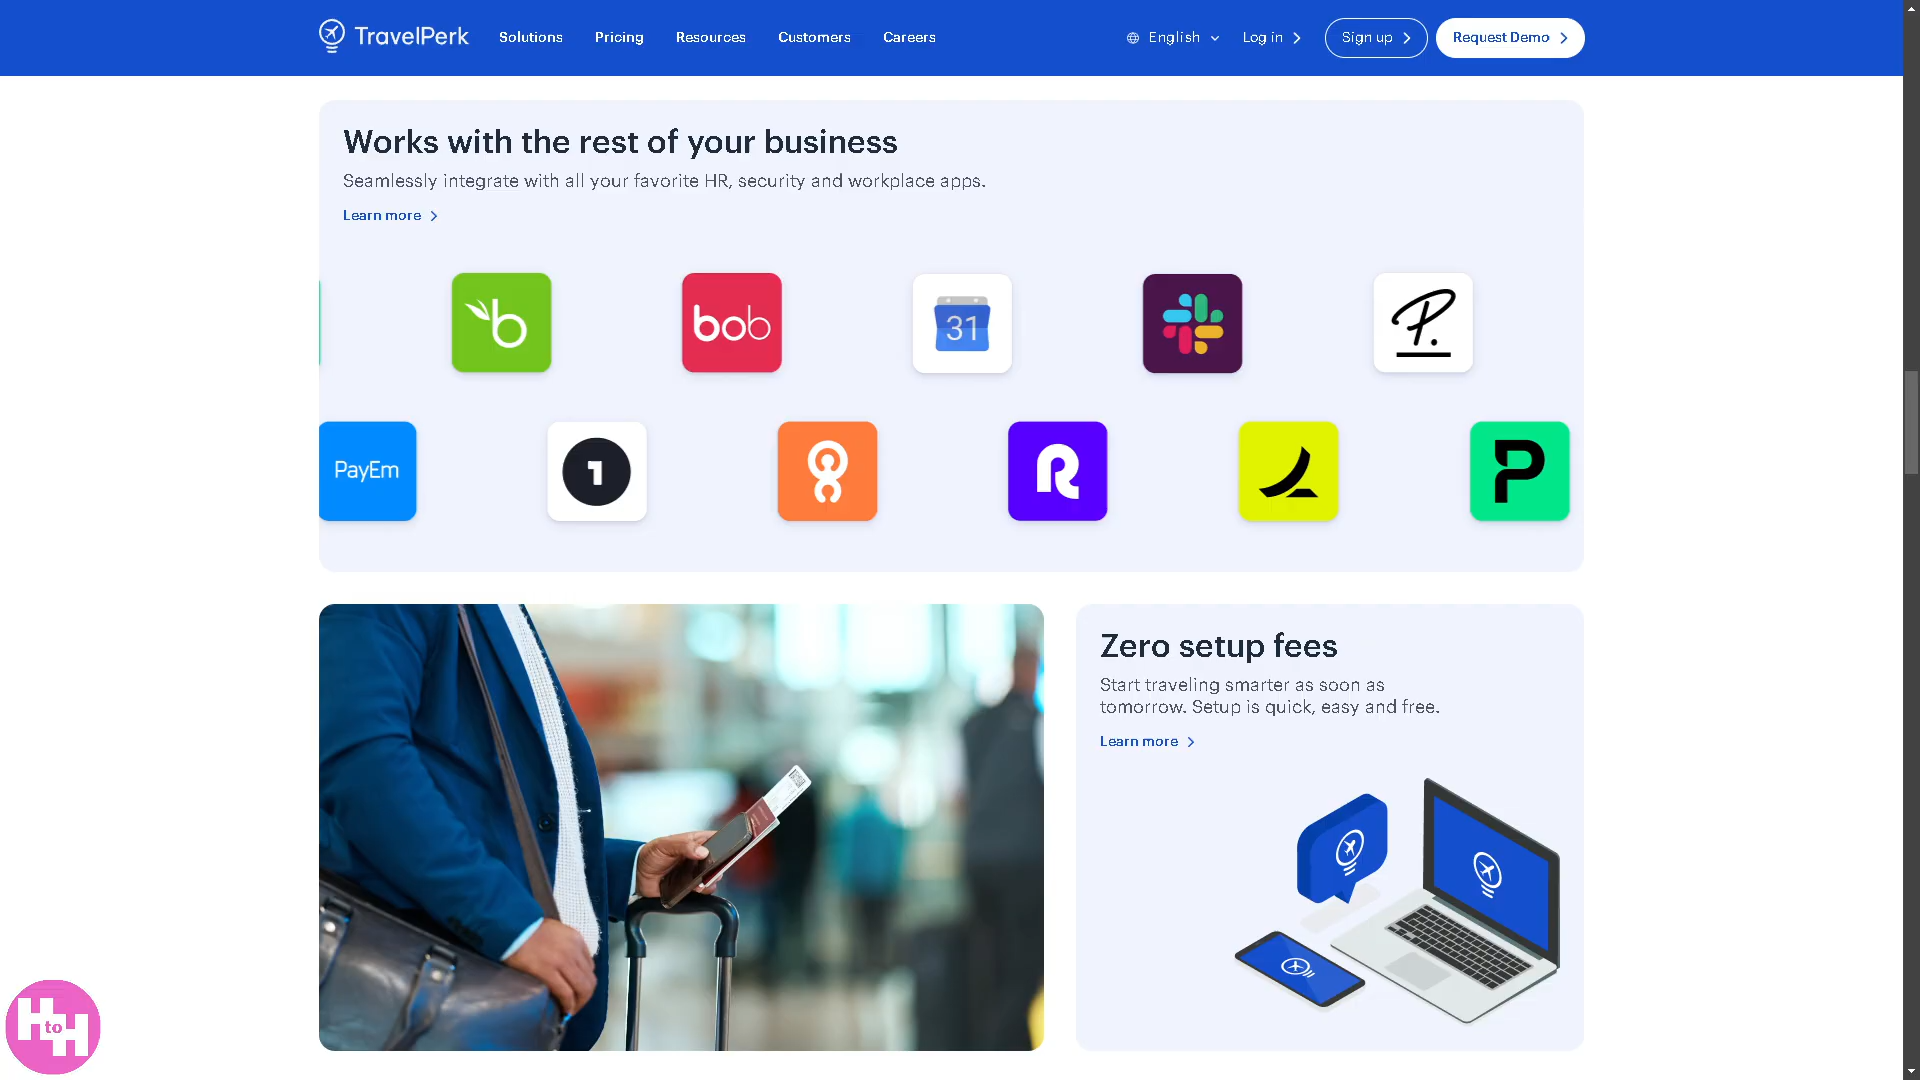 TravelPerk Solutions Pricing Resources Customers Careers English Log in Sign up Request Demo
Works with the rest of your business
Seamlessly integrate with all your favorite HR, security and workplace apps.
Learn more
b bob 31 P.
PayEm 1 R P
Zero setup fees
Start traveling smarter as soon as
tomorrow. Setup is quick, easy and free.
Learn more
H to H